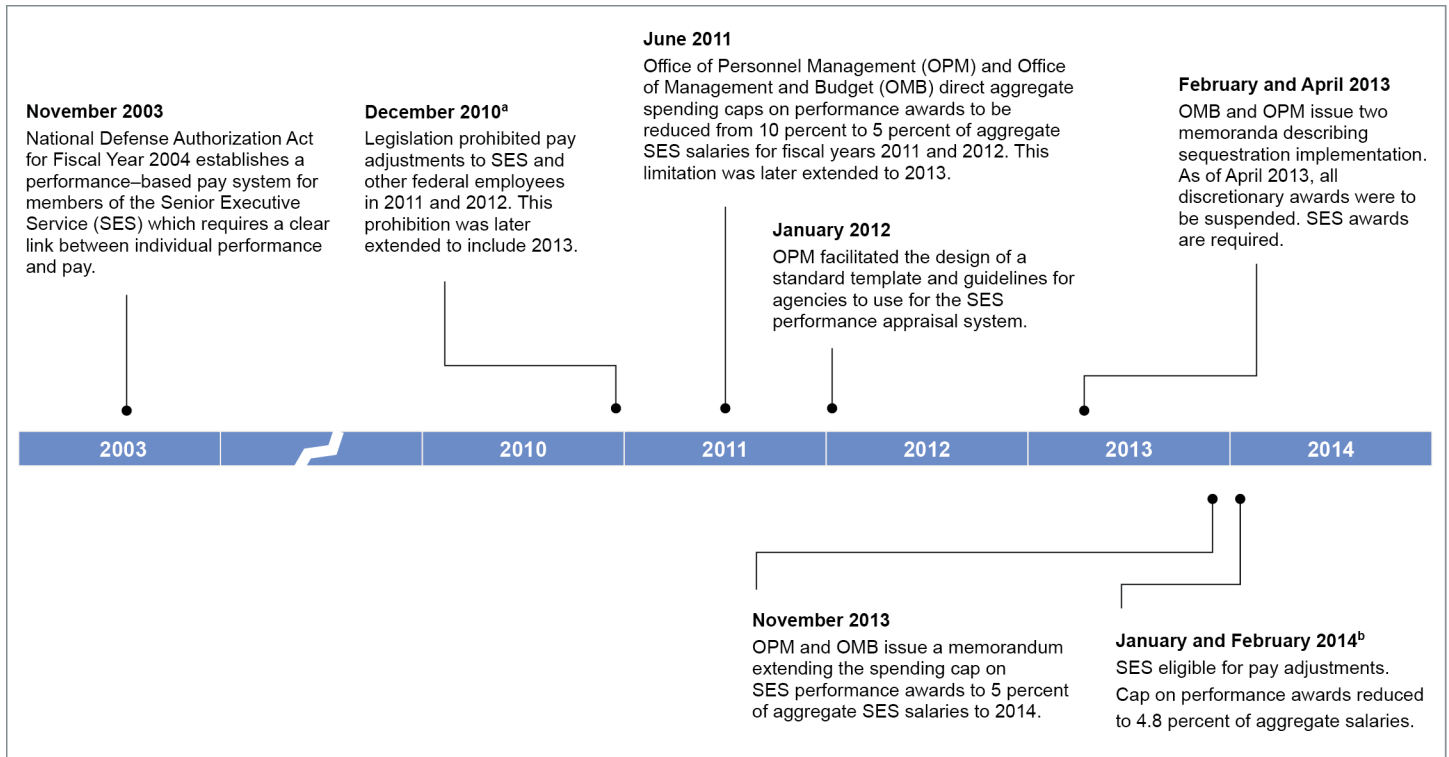 November 2003
National Defense Authorization Act
for Fiscal Year 2004 establishes a
performance–based pay system for
members of the Senior Executive
Service (SES) which requires a clear
link between individual performance
and pay.
December 2010ª
Legislation prohibited pay
adjustments to SES and
other federal employees
in 2011 and 2012. This
prohibition was later
extended to include 2013.
June 2011
Office of Personnel Management (OPM) and Office
of Management and Budget (OMB) direct aggregate
spending caps on performance awards to be
reduced from 10 percent to 5 percent of aggregate
SES salaries for fiscal years 2011 and 2012. This
limitation was later extended to 2013.
January 2012
OPM facilitated the design of a
standard template and guidelines for
agencies to use for the SES
performance appraisal system.
February and April 2013
OMB and OPM issue two
memoranda describing
sequestration implementation.
As of April 2013, all
discretionary awards were to
be suspended. SES awards
are required.
2003
2010
2011
2012
2013
2014
November 2013
OPM and OMB issue a memorandum
extending the spending cap on
SES performance awards to 5 percent
of aggregate SES salaries to 2014.
January and February 2014ᵇ
SES eligible for pay adjustments.
Cap on performance awards reduced
to 4.8 percent of aggregate salaries.